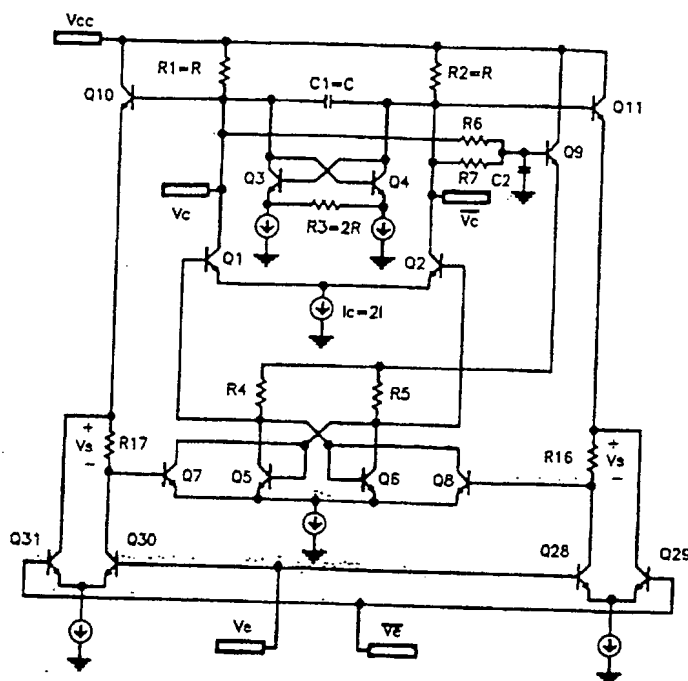 Vcc
R1=R
C1=C
R2=R
Q10
Q11
R6
Q9
Q3
Q4
R7
C2
Vc
R3=2R
Vc
Q1
Q2
Ic=2I
R4
R5
+
Vs
-
R17
+
Vs
-
R16
Q7
Q5
Q6
Q8
Q31
Q30
Q28
Q29
Ve
Ve